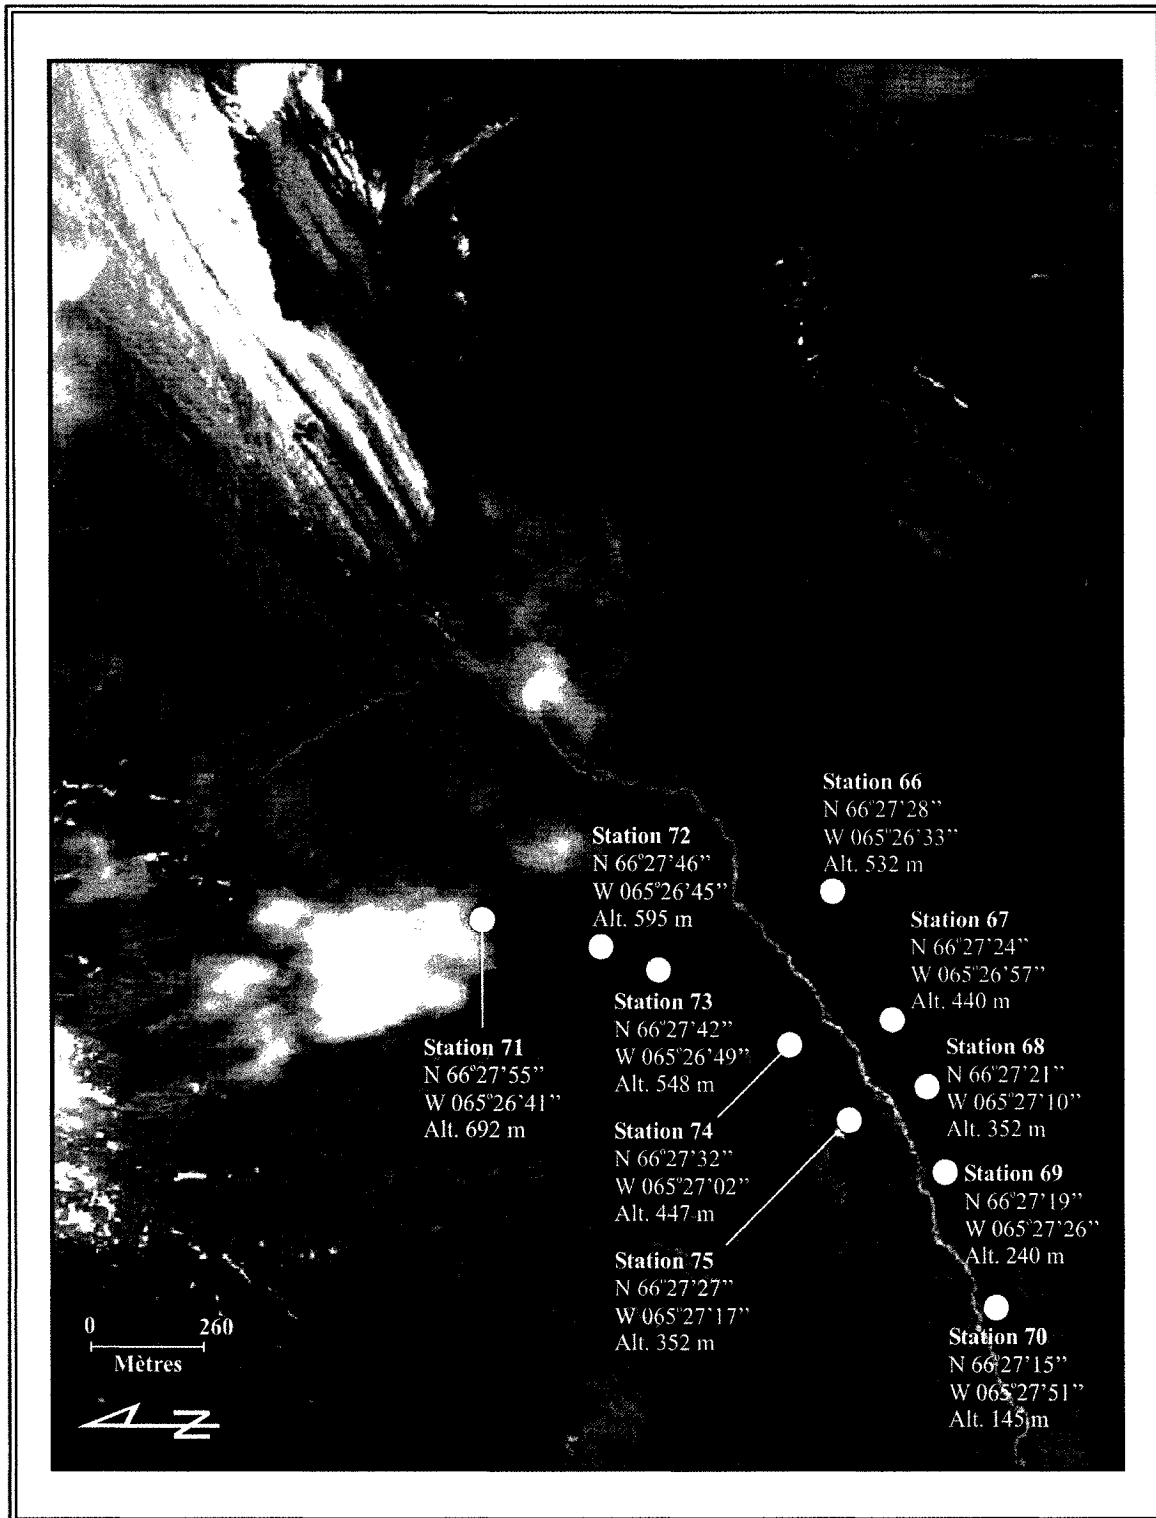 Station 66
N 66°27'28’’
W 065°26'33’’
Alt. 532 m
Station 72
N 66°27'46’’
W 065°26'45’’
Alt. 595 m
Station 67
N 66°27'24’’
W 065°26'57’’
Alt. 440 m
Station 73
N 66°27'42’’
W 065°26'49’’
Alt. 548 m
Station 71
N 66°27'55’’
W 065°26'41’’
Alt. 692 m
Station 68
N 66°27'21’’
W 065°27'10’’
Alt. 352 m
Station 74
N 66°27'32’’
W 065°27'02’’
Alt. 447 m
Station 69
N 66°27'19’’
W 065°27'26’’
Alt. 240 m
Station 75
N 66°27'27’’
W 065°27'17’’
Alt. 352 m
Station 70
N 66°27'15’’
W 065°27'51’’
Alt. 145 m
0 260
Mètres
N